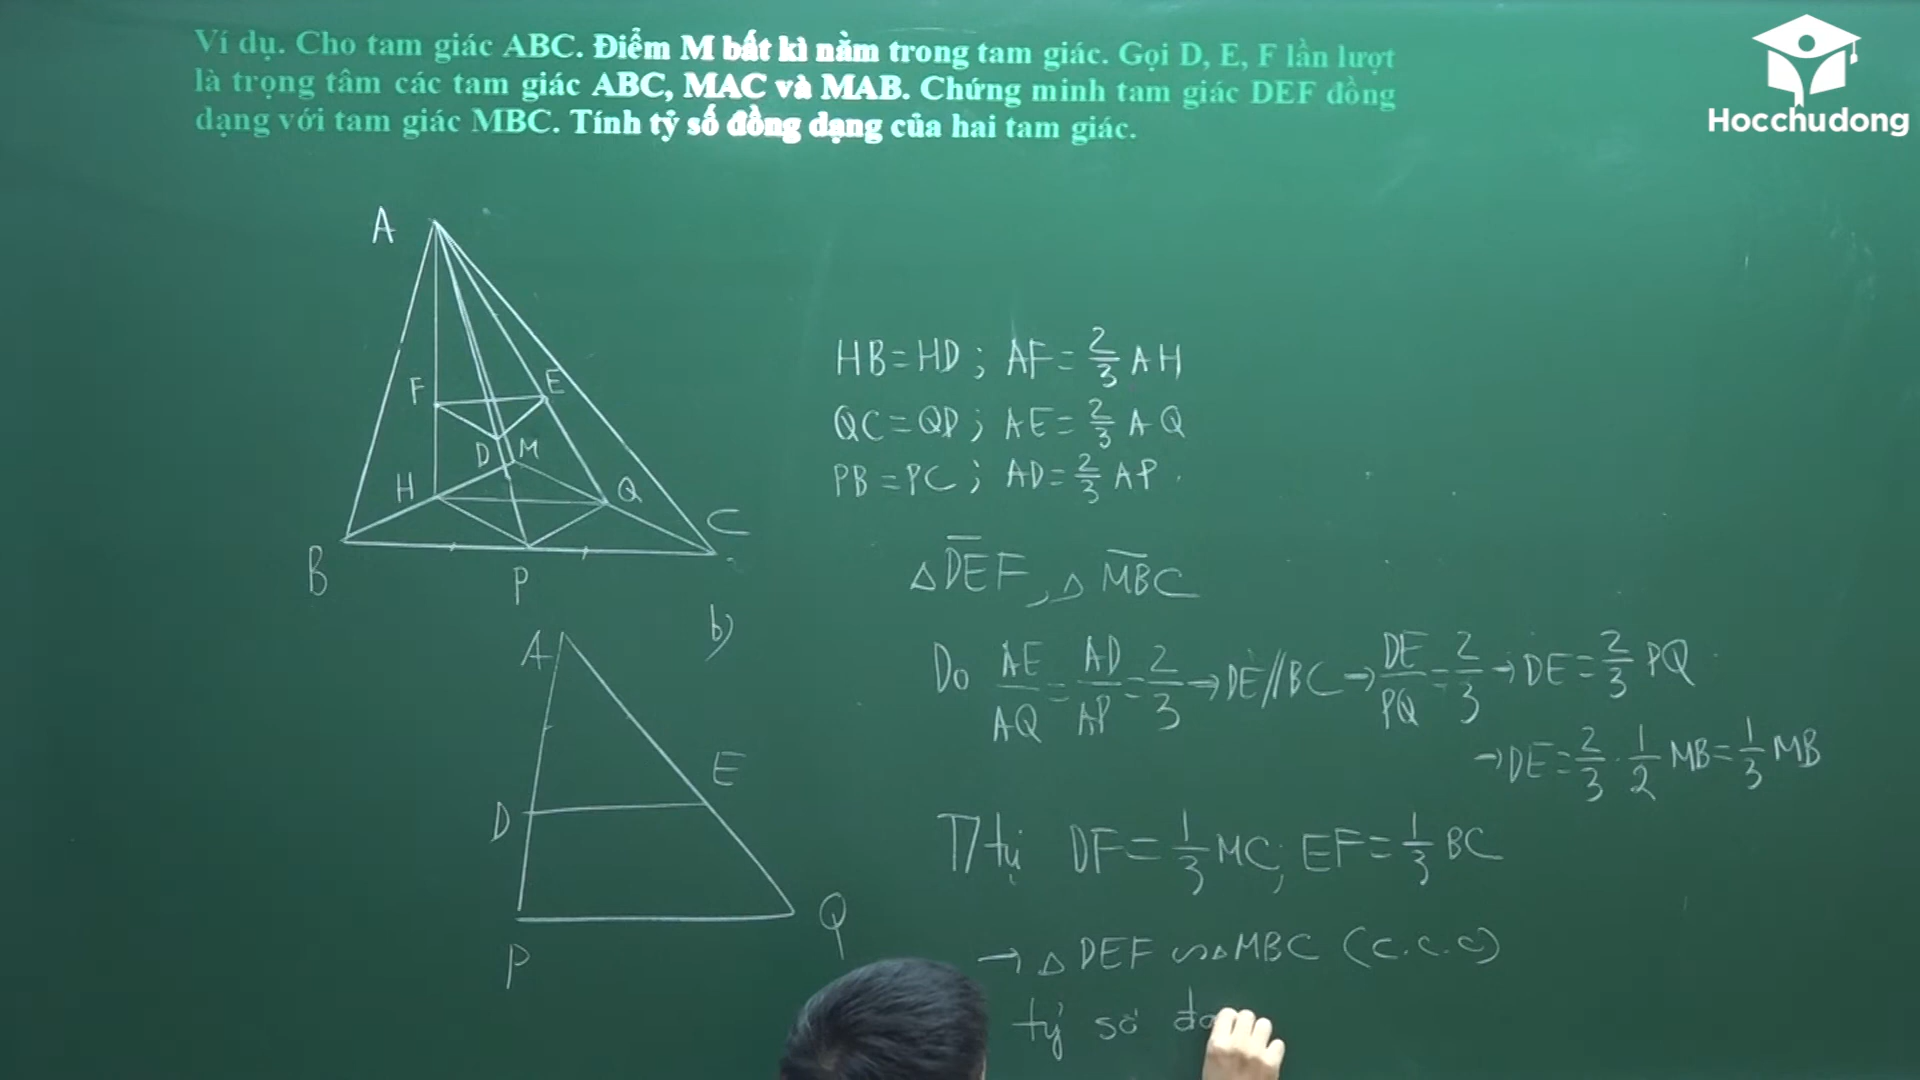 Ví dụ. Cho tam giác ABC. Điểm M bất kì nằm trong tam giác. Gọi D, E, F lần lượt
là trọng tâm các tam giác ABC, MAC và MAB. Chứng minh tam giác DEF đồng
dạng với tam giác MBC. Tính tỷ số đồng dạng của hai tam giác.
Hocchudong
A
F
E
D M
H
Q
C
B
P
HB = HD ; AF = 2/3 AH
QC = QD ; AE = 2/3 AQ
PB = PC ; AD = 2/3 AP.
△DEF, △MBC
b)
Do AE/AQ = AD/AP = 2/3 → DE//BC → DE/PQ = 2/3 → DE = 2/3 PQ
→ DE = 2/3 . 1/2 MB = 1/3 MB
T/tự DF = 1/3 MC; EF = 1/3 BC
→ △DEF ∽ △MBC (c.c.c)
tỷ số
A
E
D
Q
P